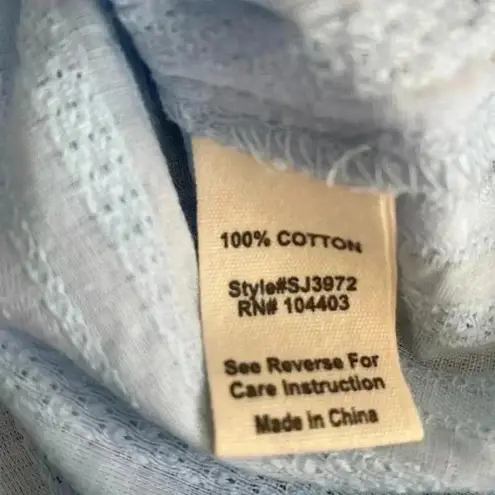 100% COTTON
Style#SJ3972
RN# 104403
See Reverse For
Care Instruction
Made in China